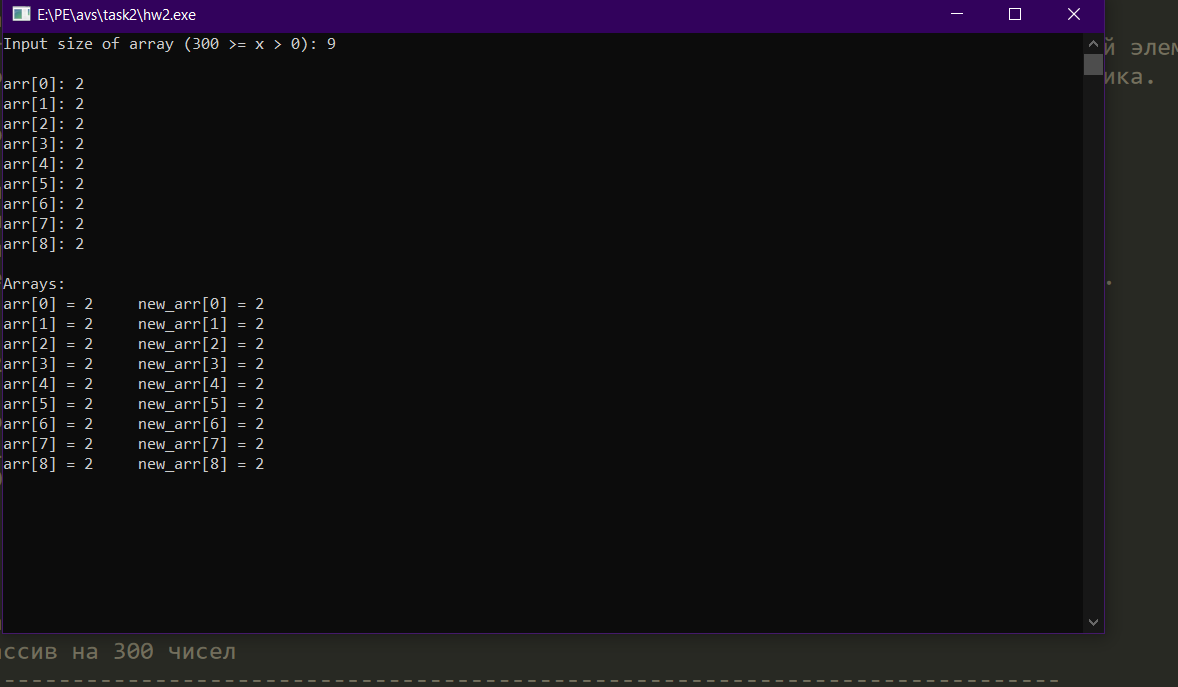 E:\PE\avs\task2\hw2.exe
Input size of array (300 >= x > 0): 9
arr[0]: 2
arr[1]: 2
arr[2]: 2
arr[3]: 2
arr[4]: 2
arr[5]: 2
arr[6]: 2
arr[7]: 2
arr[8]: 2
Arrays:
arr[0] = 2     new_arr[0] = 2
arr[1] = 2     new_arr[1] = 2
arr[2] = 2     new_arr[2] = 2
arr[3] = 2     new_arr[3] = 2
arr[4] = 2     new_arr[4] = 2
arr[5] = 2     new_arr[5] = 2
arr[6] = 2     new_arr[6] = 2
arr[7] = 2     new_arr[7] = 2
arr[8] = 2     new_arr[8] = 2
й элем
ика.
.
ссив на 300 чисел
------------------------------------------------------------------------------